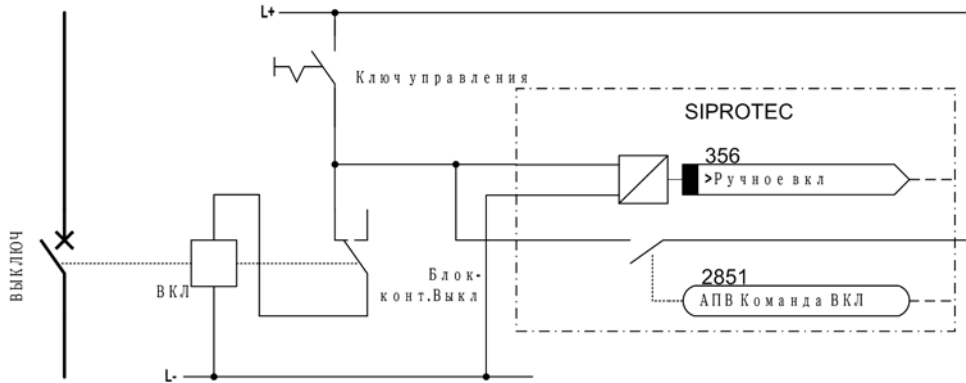 L+
Ключ управления
SIPROTEC
356
>Ручное вкл
ВЫКЛЮЧ
ВКЛ
Блок-
конт.Выкл
2851
АПВ Команда ВКЛ
L-